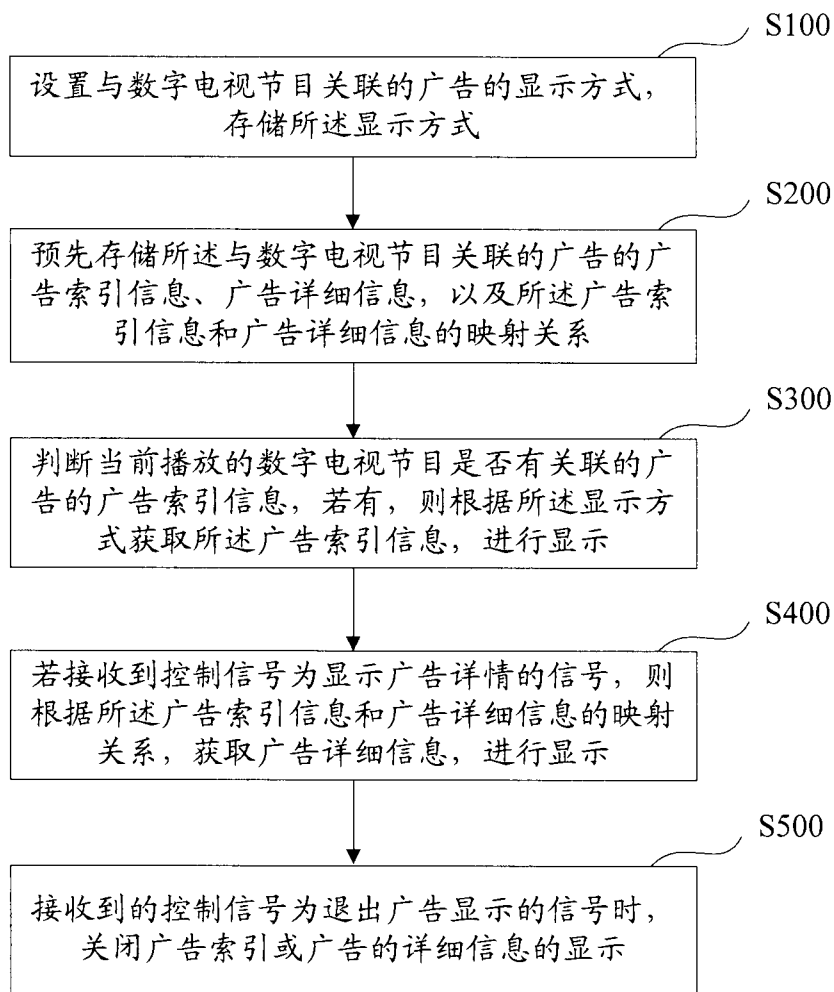 S100
设置与数字电视节目关联的广告的显示方式，
存储所述显示方式
S200
预先存储所述与数字电视节目关联的广告的广
告索引信息、广告详细信息，以及所述广告索
引信息和广告详细信息的映射关系
S300
判断当前播放的数字电视节目是否有关联的广
告的广告索引信息，若有，则根据所述显示方
式获取所述广告索引信息，进行显示
S400
若接收到控制信号为显示广告详情的信号，则
根据所述广告索引信息和广告详细信息的映射
关系，获取广告详细信息，进行显示
S500
接收到的控制信号为退出广告显示的信号时，
关闭广告索引或广告的详细信息的显示